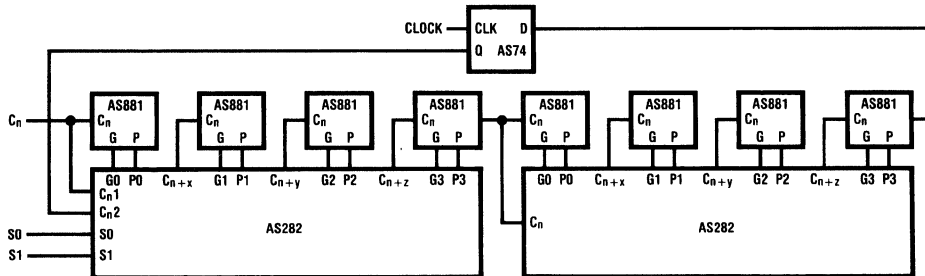 CLOCK CLK D
Q AS74
AS881 AS881 AS881 AS881 AS881 AS881 AS881 AS881
Cn Cn Cn Cn Cn Cn Cn Cn Cn
G P G P G P G P G P G P G P G P
G0 P0 Cn+x G1 P1 Cn+y G2 P2 Cn+z G3 P3 G0 P0 Cn+x G1 P1 Cn+y G2 P2 Cn+z G3 P3
Cn1
Cn2 Cn
S0 S0 AS282 AS282
S1 S1